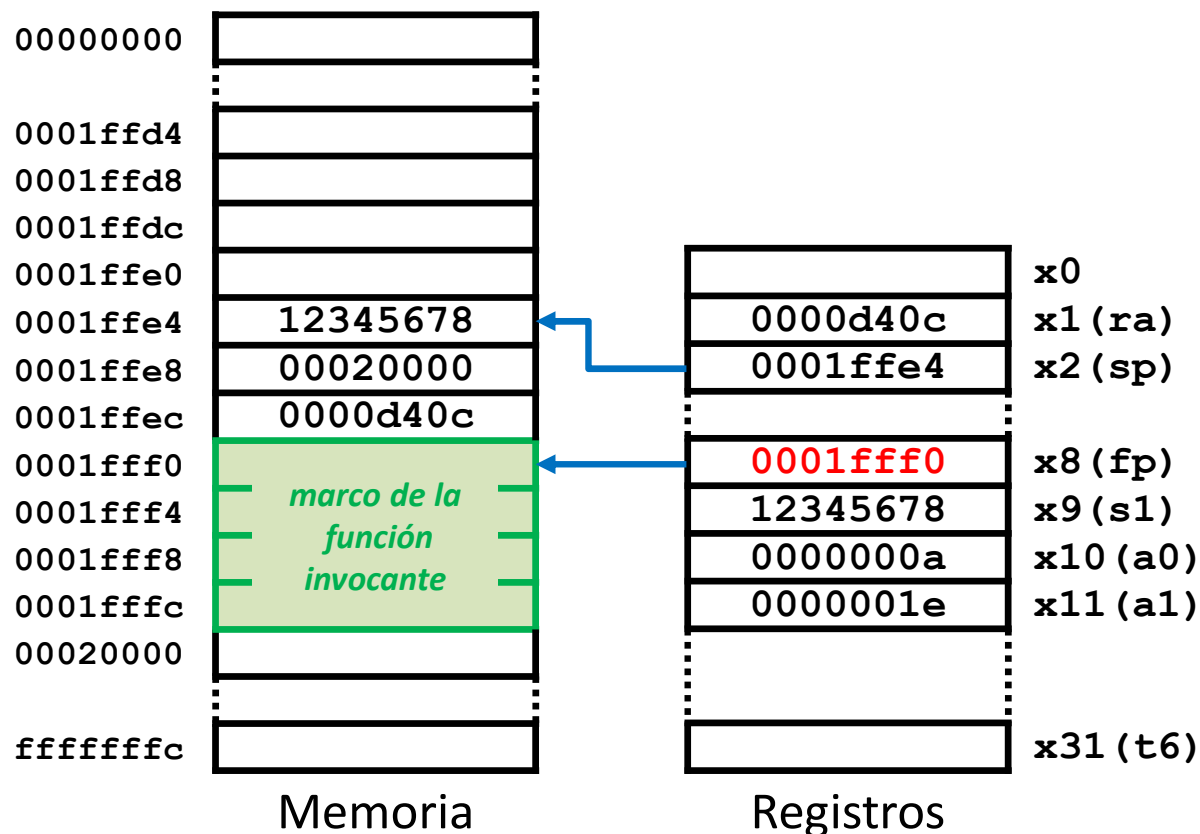 00000000
0001ffd4
0001ffd8
0001ffdc
0001ffe0
0001ffe4 12345678
0001ffe8 00020000
0001ffec 0000d40c
0001fff0
0001fff4
0001fff8
0001fffc
marco de la
función
invocante
00020000
fffffffc
Memoria
x0
0000d40c x1(ra)
0001ffe4 x2(sp)
0001fff0 x8(fp)
12345678 x9(s1)
0000000a x10(a0)
0000001e x11(a1)
x31(t6)
Registros